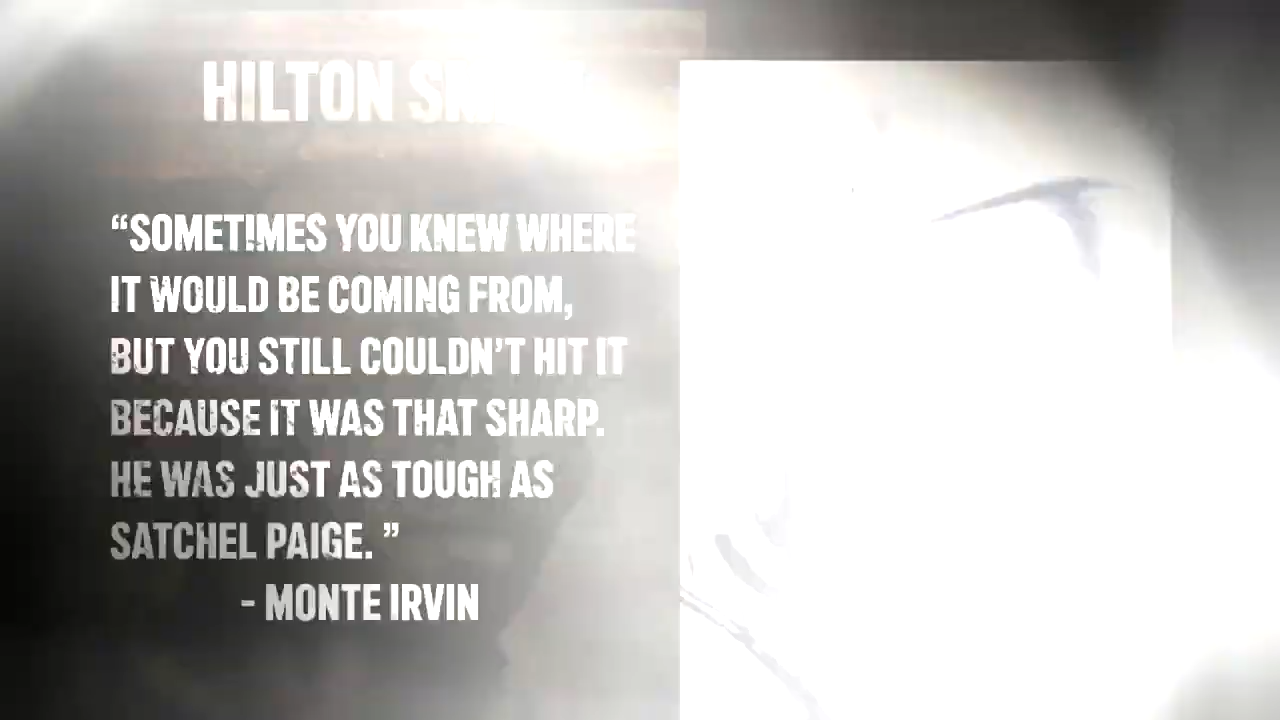 HILTON
“SOMETIMES YOU KNEW WHERE
IT WOULD BE COMING FROM,
BUT YOU STILL COULDN’T HIT IT
BECAUSE IT WAS THAT SHARP.
HE WAS JUST AS TOUGH AS
SATCHEL PAIGE. ”
- MONTE IRVIN